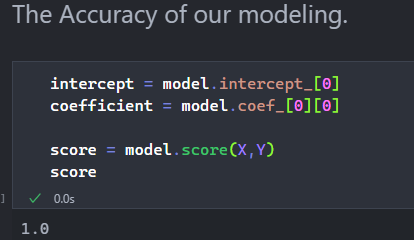 The Accuracy of our modeling.
intercept = model.intercept_[0]
coefficient = model.coef_[0][0]
score = model.score(X,Y)
score
] ✓ 0.0s
1.0